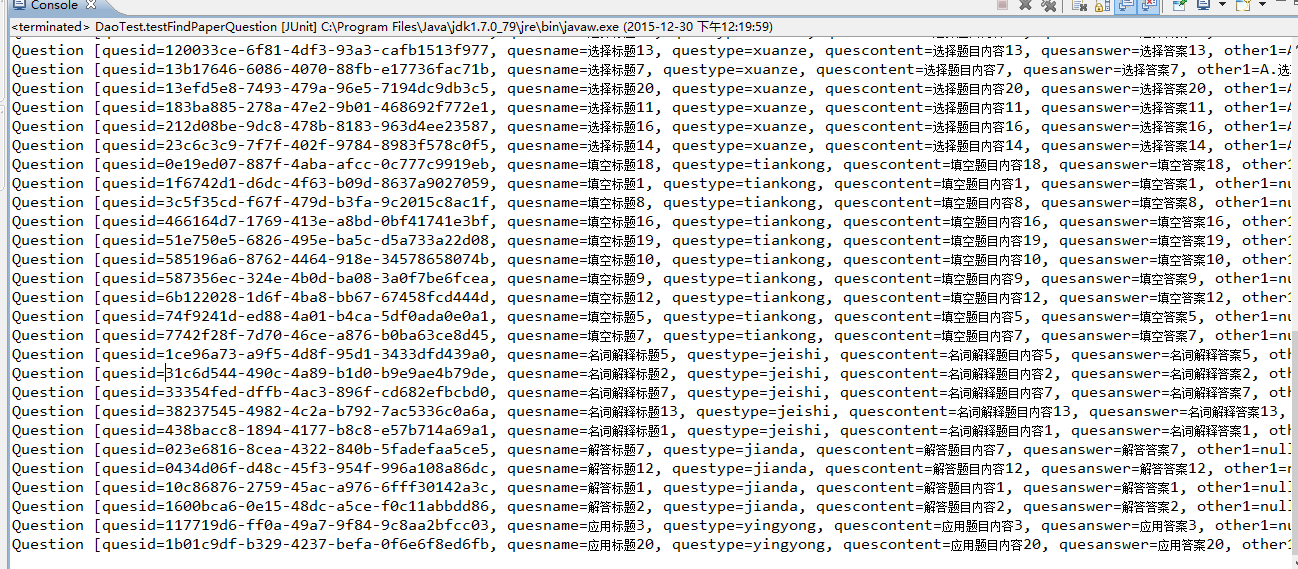 Console
<terminated> DaoTest.testFindPaperQuestion [JUnit] C:\Program Files\Java\jdk1.7.0_79\jre\bin\javaw.exe (2015-12-30 下午12:19:59)
Question [quesid=120033ce-6f81-4df3-93a3-cafb1513f977, quesname=选择标题13, questype=xuanze, quescontent=选择题目内容13, quesanswer=选择答案13, other1=A
Question [quesid=13b17646-6086-4070-88fb-e17736fac71b, quesname=选择标题7, questype=xuanze, quescontent=选择题目内容7, quesanswer=选择答案7, other1=A.选
Question [quesid=13efd5e8-7493-479a-96e5-7194dc9db3c5, quesname=选择标题20, questype=xuanze, quescontent=选择题目内容20, quesanswer=选择答案20, other1=A
Question [quesid=183ba885-278a-47e2-9b01-468692f772e1, quesname=选择标题11, questype=xuanze, quescontent=选择题目内容11, quesanswer=选择答案11, other1=A
Question [quesid=212d08be-9dc8-478b-8183-963d4ee23587, quesname=选择标题16, questype=xuanze, quescontent=选择题目内容16, quesanswer=选择答案16, other1=A
Question [quesid=23c6c3c9-7f7f-402f-9784-8983f578c0f5, quesname=选择标题14, questype=xuanze, quescontent=选择题目内容14, quesanswer=选择答案14, other1=A
Question [quesid=0e19ed07-887f-4aba-afcc-0c777c9919eb, quesname=填空标题18, questype=tiankong, quescontent=填空题目内容18, quesanswer=填空答案18, other1
Question [quesid=1f6742d1-d6dc-4f63-b09d-8637a9027059, quesname=填空标题1, questype=tiankong, quescontent=填空题目内容1, quesanswer=填空答案1, other1=nu
Question [quesid=3c5f35cd-f67f-479d-b3fa-9c2015c8ac1f, quesname=填空标题8, questype=tiankong, quescontent=填空题目内容8, quesanswer=填空答案8, other1=nu
Question [quesid=466164d7-1769-413e-a8bd-0bf41741e3bf, quesname=填空标题16, questype=tiankong, quescontent=填空题目内容16, quesanswer=填空答案16, other1
Question [quesid=51e750e5-6826-495e-ba5c-d5a733a22d08, quesname=填空标题19, questype=tiankong, quescontent=填空题目内容19, quesanswer=填空答案19, other1
Question [quesid=585196a6-8762-4464-918e-34578658074b, quesname=填空标题10, questype=tiankong, quescontent=填空题目内容10, quesanswer=填空答案10, other1
Question [quesid=587356ec-324e-4b0d-ba08-3a0f7be6fcea, quesname=填空标题9, questype=tiankong, quescontent=填空题目内容9, quesanswer=填空答案9, other1=nu
Question [quesid=6b122028-1d6f-4ba8-bb67-67458fcd444d, quesname=填空标题12, questype=tiankong, quescontent=填空题目内容12, quesanswer=填空答案12, other1
Question [quesid=74f9241d-ed88-4a01-b4ca-5df0ada0e0a1, quesname=填空标题5, questype=tiankong, quescontent=填空题目内容5, quesanswer=填空答案5, other1=nu
Question [quesid=7742f28f-7d70-46ce-a876-b0ba63ce8d45, quesname=填空标题7, questype=tiankong, quescontent=填空题目内容7, quesanswer=填空答案7, other1=nu
Question [quesid=1ce96a73-a9f5-4d8f-95d1-3433dfd439a0, quesname=名词解释标题5, questype=jeishi, quescontent=名词解释题目内容5, quesanswer=名词解释答案5, oth
Question [quesid=31c6d544-490c-4a89-b1d0-b9e9ae4b79de, quesname=名词解释标题2, questype=jeishi, quescontent=名词解释题目内容2, quesanswer=名词解释答案2, oth
Question [quesid=33354fed-dffb-4ac3-896f-cd682efbcbd0, quesname=名词解释标题7, questype=jeishi, quescontent=名词解释题目内容7, quesanswer=名词解释答案7, oth
Question [quesid=38237545-4982-4c2a-b792-7ac5336c0a6a, quesname=名词解释标题13, questype=jeishi, quescontent=名词解释题目内容13, quesanswer=名词解释答案13,
Question [quesid=438bacc8-1894-4177-b8c8-e57b714a69a1, quesname=名词解释标题1, questype=jeishi, quescontent=名词解释题目内容1, quesanswer=名词解释答案1, oth
Question [quesid=023e6816-8cea-4322-840b-5fadefaa5ce5, quesname=解答标题7, questype=jianda, quescontent=解答题目内容7, quesanswer=解答答案7, other1=null
Question [quesid=0434d06f-d48c-45f3-954f-996a108a86dc, quesname=解答标题12, questype=jianda, quescontent=解答题目内容12, quesanswer=解答答案12, other1=n
Question [quesid=10c86876-2759-45ac-a976-6fff30142a3c, quesname=解答标题1, questype=jianda, quescontent=解答题目内容1, quesanswer=解答答案1, other1=null
Question [quesid=1600bca6-0e15-48dc-a5ce-f0c11abbdd86, quesname=解答标题2, questype=jianda, quescontent=解答题目内容2, quesanswer=解答答案2, other1=null
Question [quesid=117719d6-ff0a-49a7-9f84-9c8aa2bfcc03, quesname=应用标题3, questype=yingyong, quescontent=应用题目内容3, quesanswer=应用答案3, other1=nu
Question [quesid=1b01c9df-b329-4237-befa-0f6e6f8ed6fb, quesname=应用标题20, questype=yingyong, quescontent=应用题目内容20, quesanswer=应用答案20, other1